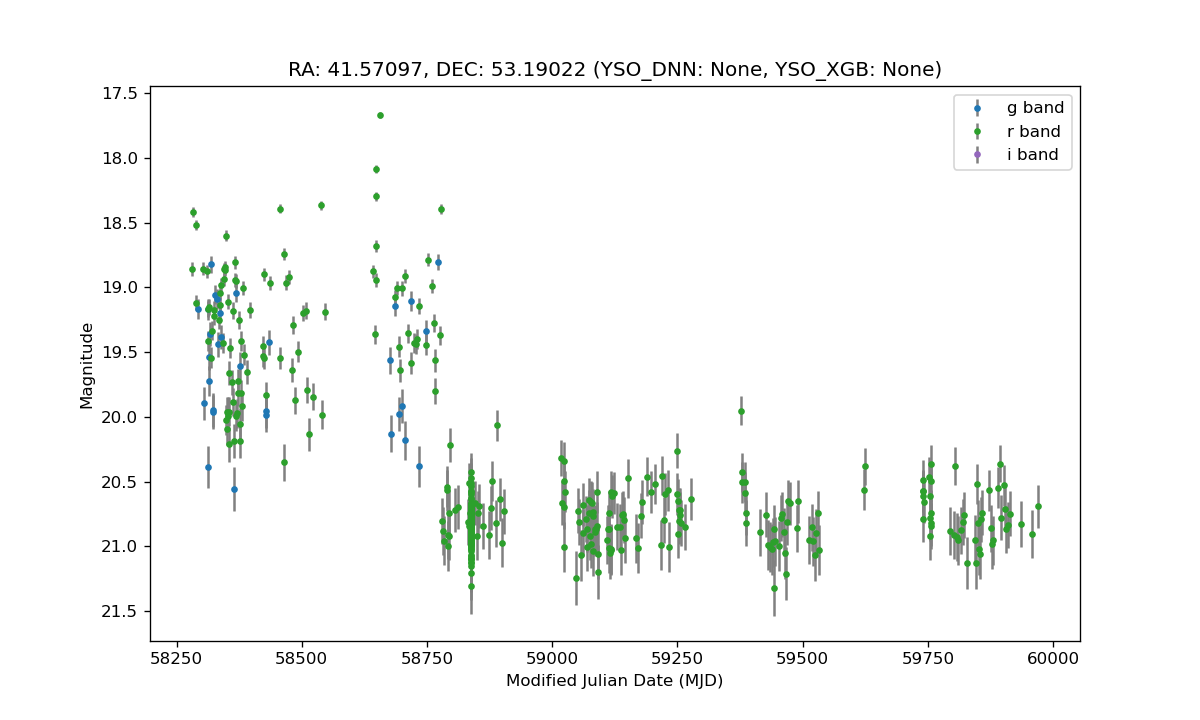 RA: 41.57097, DEC: 53.19022 (YSO_DNN: None, YSO_XGB: None)
g band
r band
i band
17.5
18.0
18.5
19.0
19.5
20.0
20.5
21.0
21.5
Magnitude
58250 58500 58750 59000 59250 59500 59750 60000
Modified Julian Date (MJD)